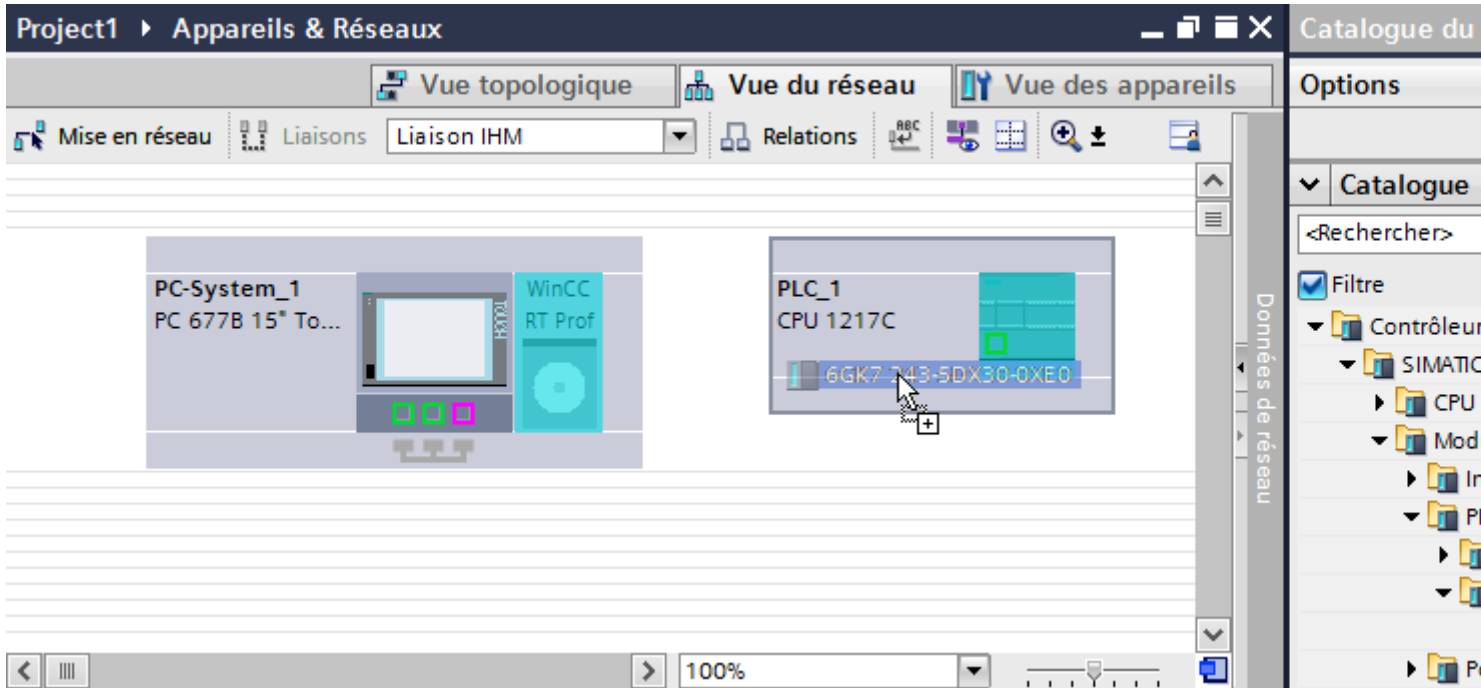 Project1 ▸ Appareils & Réseaux
Catalogue du
Vue topologique
Vue du réseau
Vue des appareils
Options
Mise en réseau
Liaisons
Liaison IHM
Relations
ABC
Catalogue
<Rechercher>
Filtre
PC-System_1
PC 677B 15" To...
TOUCH
WinCC
RT Prof
PLC_1
CPU 1217C
6GK7 243-5DX30-0XE0
Données de réseau
Contrôleur
SIMATIC
CPU
Mod
100%